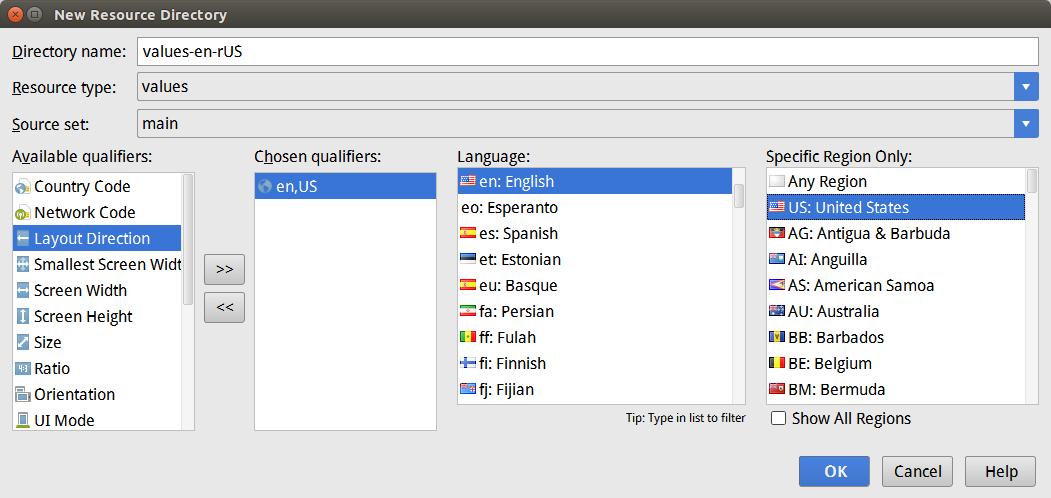 New Resource Directory
Directory name: values-en-rUS
Resource type: values
Source set: main
Available qualifiers:
Country Code
Network Code
Layout Direction
Smallest Screen Widt
Screen Width
Screen Height
Size
4:3 Ratio
Orientation
UI Mode
>>
<<
Chosen qualifiers:
en,US
Language:
en: English
eo: Esperanto
es: Spanish
et: Estonian
eu: Basque
fa: Persian
ff: Fulah
fi: Finnish
fj: Fijian
Tip: Type in list to filter
Specific Region Only:
Any Region
US: United States
AG: Antigua & Barbuda
AI: Anguilla
AS: American Samoa
AU: Australia
BB: Barbados
BE: Belgium
BM: Bermuda
Show All Regions
OK
Cancel
Help